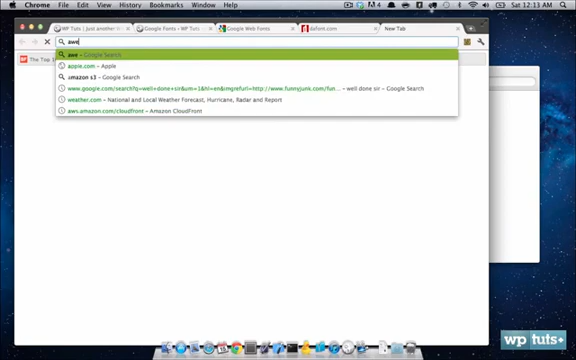 Chrome File Edit View History Bookmarks Window Help
4
Sat 12:13 AM
WP Tuts | Just another
Google Fonts « WP Tuts
Google Web Fonts
dafont.com
New Tab
awe
The Top 1
awe – Google Search
apple.com – Apple
amazon s3 – Google Search
weather.com – National and Local Weather Forecast, Hurricane, Radar and Report
aws.amazon.com/cloudfront – Amazon CloudFront
wp tuts+